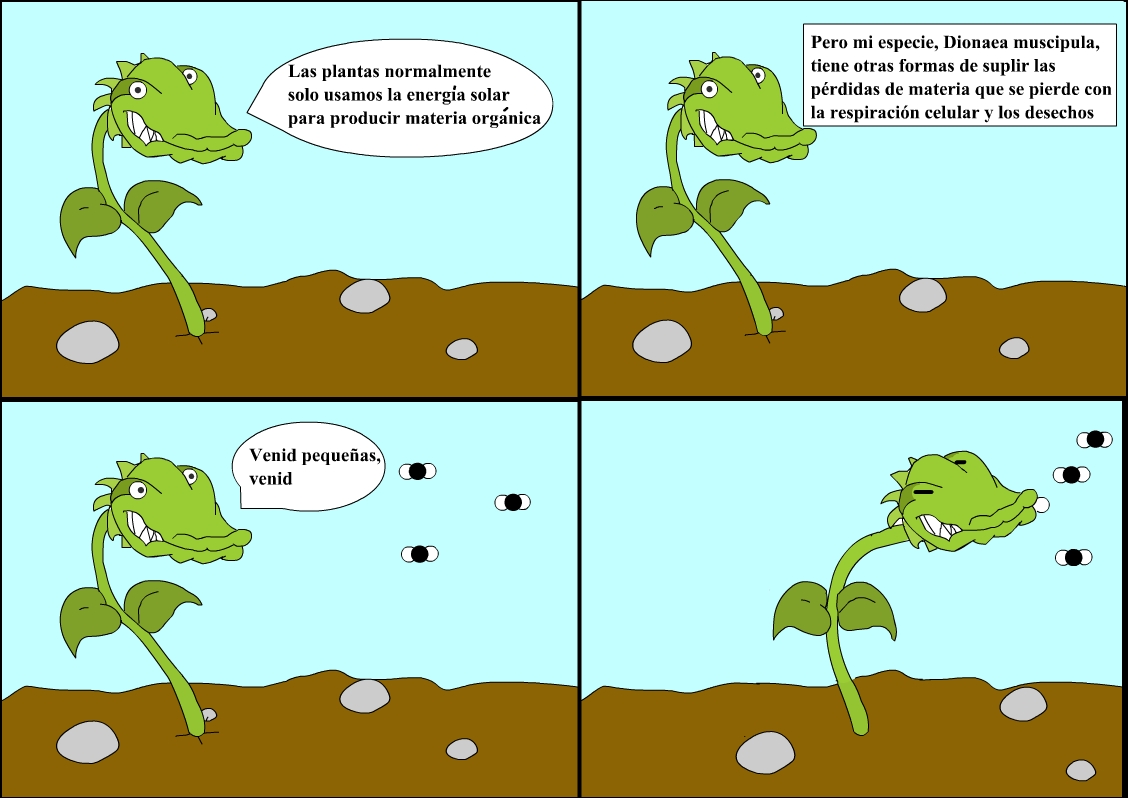 Las plantas normalmente
solo usamos la energía solar
para producir materia orgánica
Pero mi especie, Dionaea muscipula,
tiene otras formas de suplir las
pérdidas de materia que se pierde con
la respiración celular y los desechos
Venid pequeñas,
venid